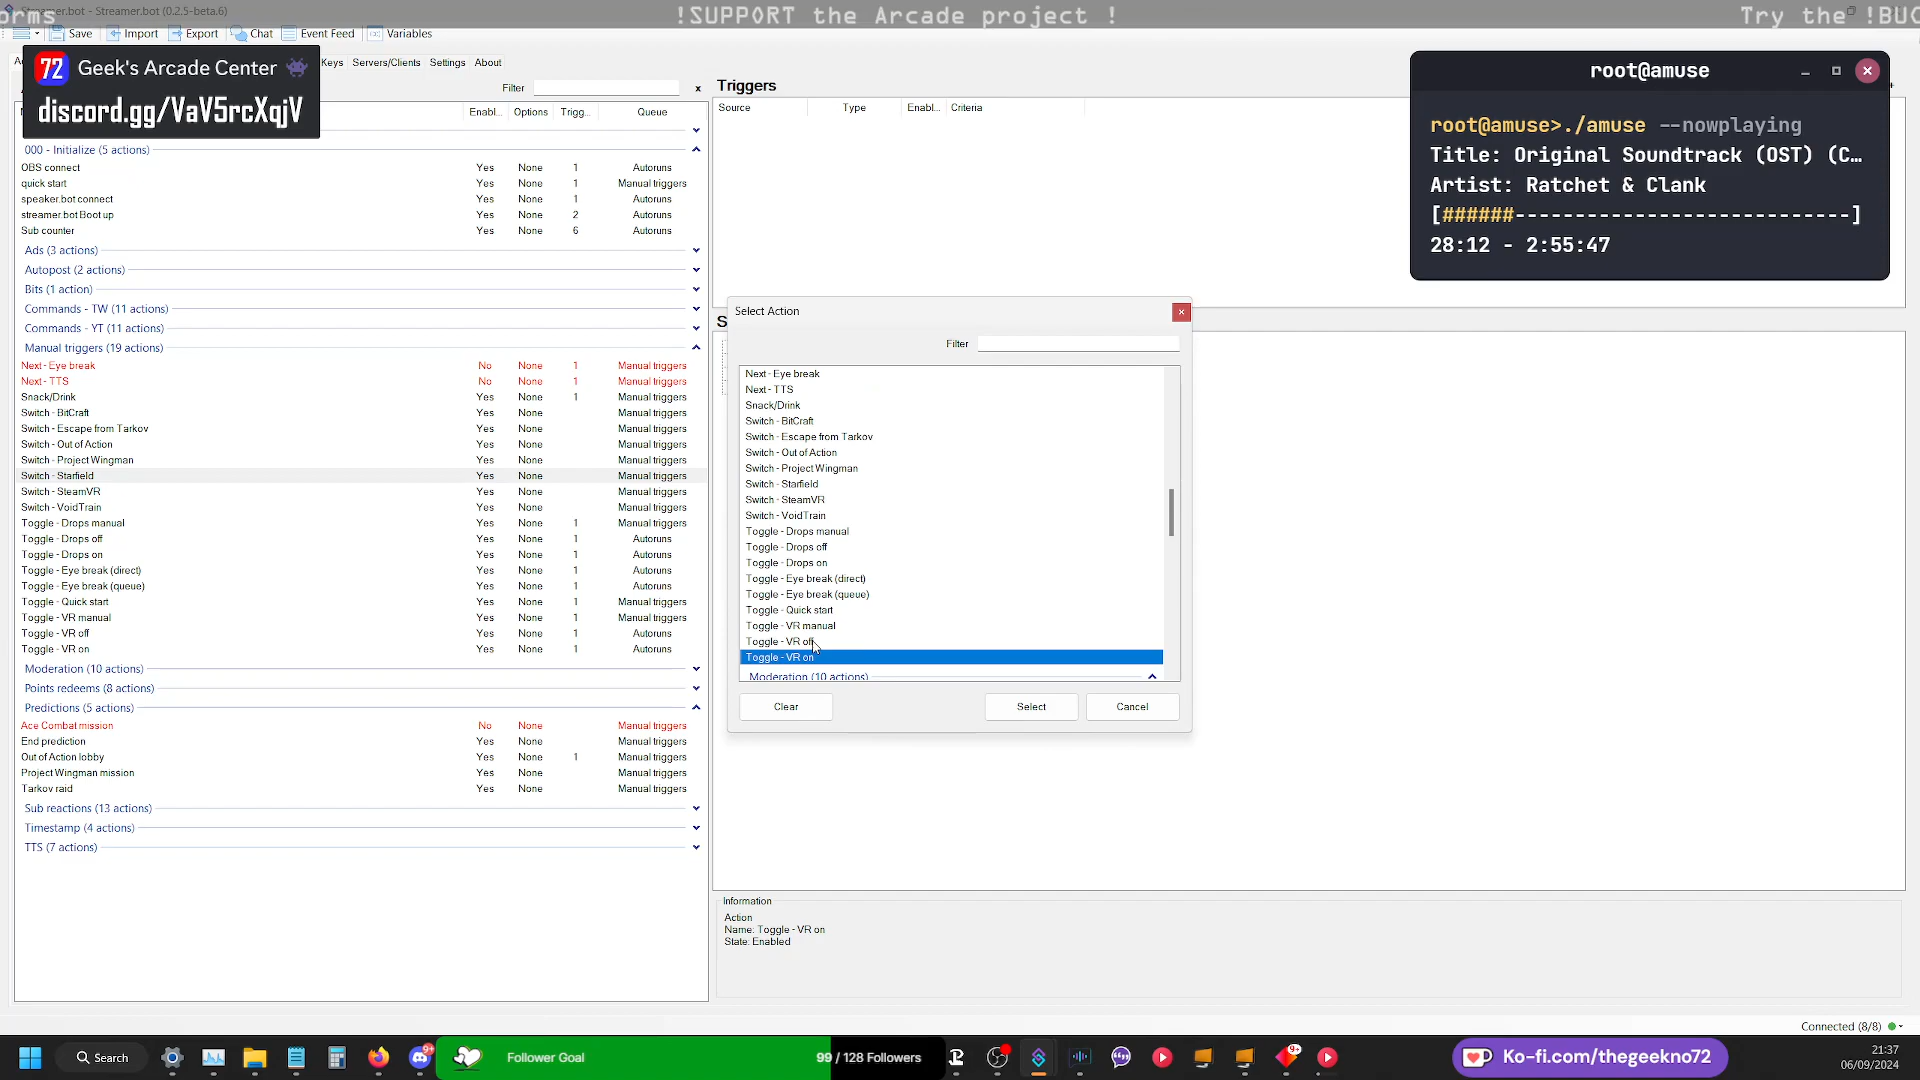 orms
!SUPPORT the Arcade project !
Try the !BUC
Streamer.bot - Streamer.bot (0.2.5-beta.6)
Save
Import
Export
Chat
Event Feed
Variables
Keys
Servers/Clients
Settings
About
72 Geek's Arcade Center
discord.gg/VaV5rcXqjV
Filter
x
Enabl...
Options
Trigg...
Queue
000 - Initialize (5 actions)
OBS connect Yes None 1 Autoruns
quick start Yes None 1 Manual triggers
speaker.bot connect Yes None 1 Autoruns
streamer.bot Boot up Yes None 2 Autoruns
Sub counter Yes None 6 Autoruns
Ads (3 actions)
Autopost (2 actions)
Bits (1 action)
Commands - TW (11 actions)
Commands - YT (11 actions)
Manual triggers (19 actions)
Next - Eye break No None 1 Manual triggers
Next - TTS No None 1 Manual triggers
Snack/Drink Yes None 1 Manual triggers
Switch - BitCraft Yes None Manual triggers
Switch - Escape from Tarkov Yes None Manual triggers
Switch - Out of Action Yes None Manual triggers
Switch - Project Wingman Yes None Manual triggers
Switch - Starfield Yes None Manual triggers
Switch - SteamVR Yes None Manual triggers
Switch - VoidTrain Yes None Manual triggers
Toggle - Drops manual Yes None 1 Manual triggers
Toggle - Drops off Yes None 1 Autoruns
Toggle - Drops on Yes None 1 Autoruns
Toggle - Eye break (direct) Yes None 1 Autoruns
Toggle - Eye break (queue) Yes None 1 Autoruns
Toggle - Quick start Yes None 1 Manual triggers
Toggle - VR manual Yes None 1 Manual triggers
Toggle - VR off Yes None 1 Autoruns
Toggle - VR on Yes None 1 Autoruns
Moderation (10 actions)
Points redeems (8 actions)
Predictions (5 actions)
Ace Combat mission No None Manual triggers
End prediction Yes None Manual triggers
Out of Action lobby Yes None 1 Manual triggers
Project Wingman mission Yes None Manual triggers
Tarkov raid Yes None Manual triggers
Sub reactions (13 actions)
Timestamp (4 actions)
TTS (7 actions)
Triggers
Source
Type
Enabl...
Criteria
root@amuse
root@amuse>./amuse --nowplaying
Title: Original Soundtrack (OST) (C…
Artist: Ratchet & Clank
[######----------------------------]
28:12 - 2:55:47
S
Select Action
Filter
Next - Eye break
Next - TTS
Snack/Drink
Switch - BitCraft
Switch - Escape from Tarkov
Switch - Out of Action
Switch - Project Wingman
Switch - Starfield
Switch - SteamVR
Switch - VoidTrain
Toggle - Drops manual
Toggle - Drops off
Toggle - Drops on
Toggle - Eye break (direct)
Toggle - Eye break (queue)
Toggle - Quick start
Toggle - VR manual
Toggle - VR off
Toggle - VR on
Moderation (10 actions)
Clear
Select
Cancel
Information
Action
Name: Toggle - VR on
State: Enabled
Connected (8/8)
Search
9+
Follower Goal
99 / 128 Followers
9+
Ko-fi.com/thegeekno72
21:37
06/09/2024